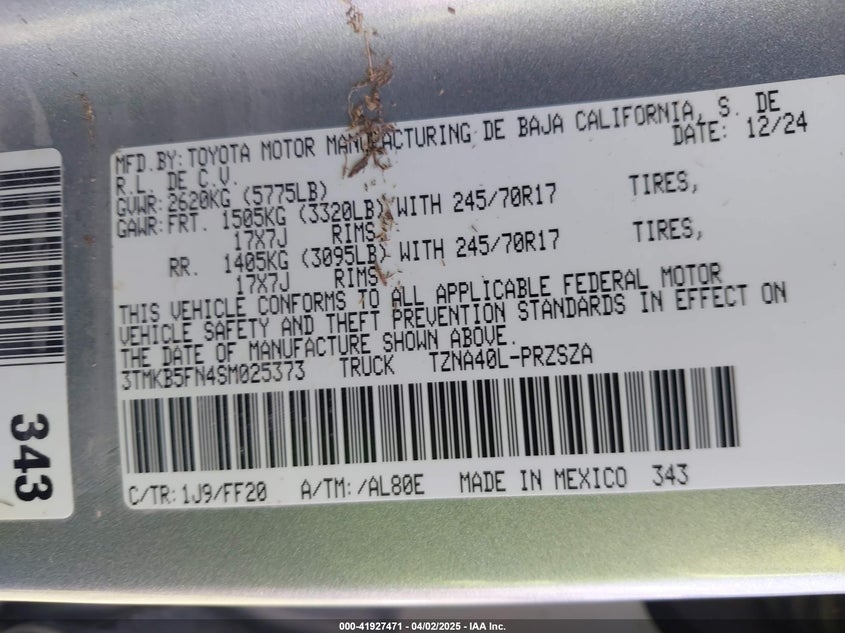 MFD.BY:TOYOTA MOTOR MANUFACTURING DE BAJA CALIFORNIA, S. DE
R.L. DE C.V. DATE: 12/24
GVWR:2620KG (5775LB)
GAWR:FRT. 1505KG (3320LB) WITH 245/70R17 TIRES,
17X7J RIMS
RR. 1405KG (3095LB) WITH 245/70R17 TIRES,
17X7J RIMS
THIS VEHICLE CONFORMS TO ALL APPLICABLE FEDERAL MOTOR
VEHICLE SAFETY AND THEFT PREVENTION STANDARDS IN EFFECT ON
THE DATE OF MANUFACTURE SHOWN ABOVE.
3TMKB5FN4SM025373 TRUCK TZNA40L-PRZSZA
C/TR:1J9/FF20 A/TM:/AL80E MADE IN MEXICO 343
343
000-41927471 | 04/02/2025 - IAA Inc.